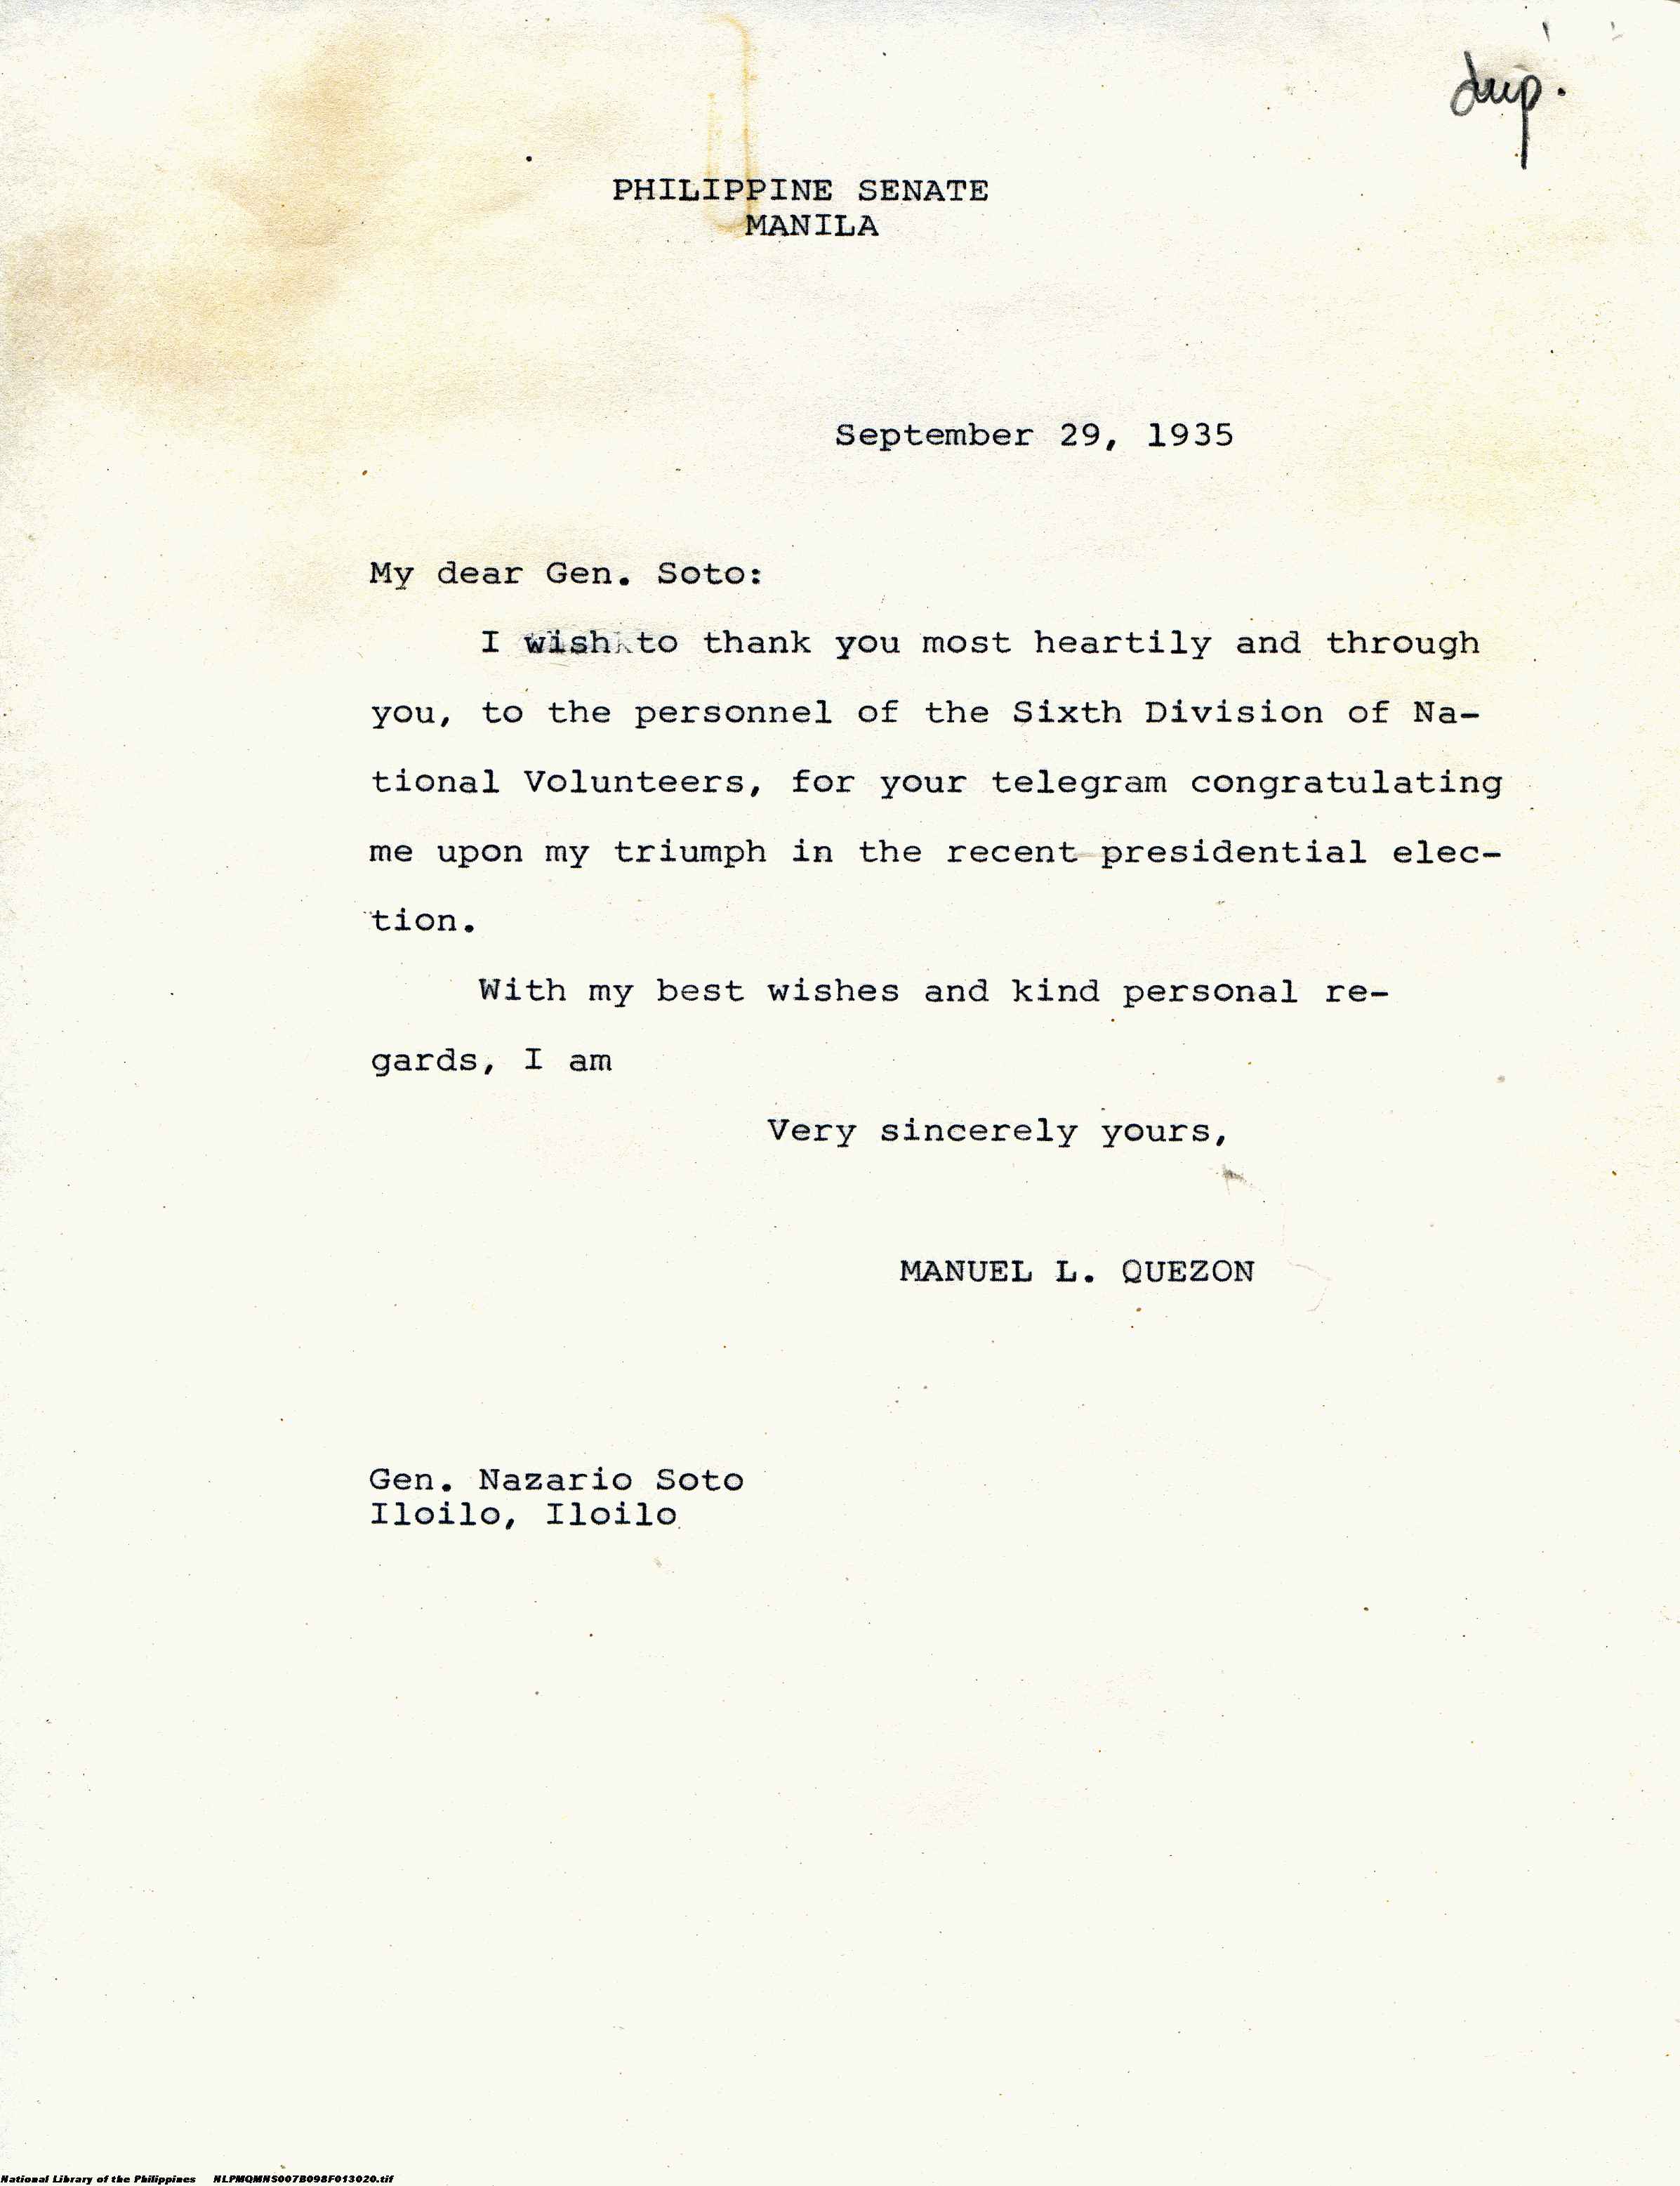 dup.
PHILIPPINE SENATE
MANILA
September 29, 1935
My dear Gen. Soto:
I wish to thank you most heartily and through
you, to the personnel of the Sixth Division of Na-
tional Volunteers, for your telegram congratulating
me upon my triumph in the recent presidential elec-
tion.
With my best wishes and kind personal re-
gards, I am
Very sincerely yours,
MANUEL L. QUEZON
Gen. Nazario Soto
Iloilo, Iloilo
National Library of the Philippines NLPMQMNS007B098F013020.tif